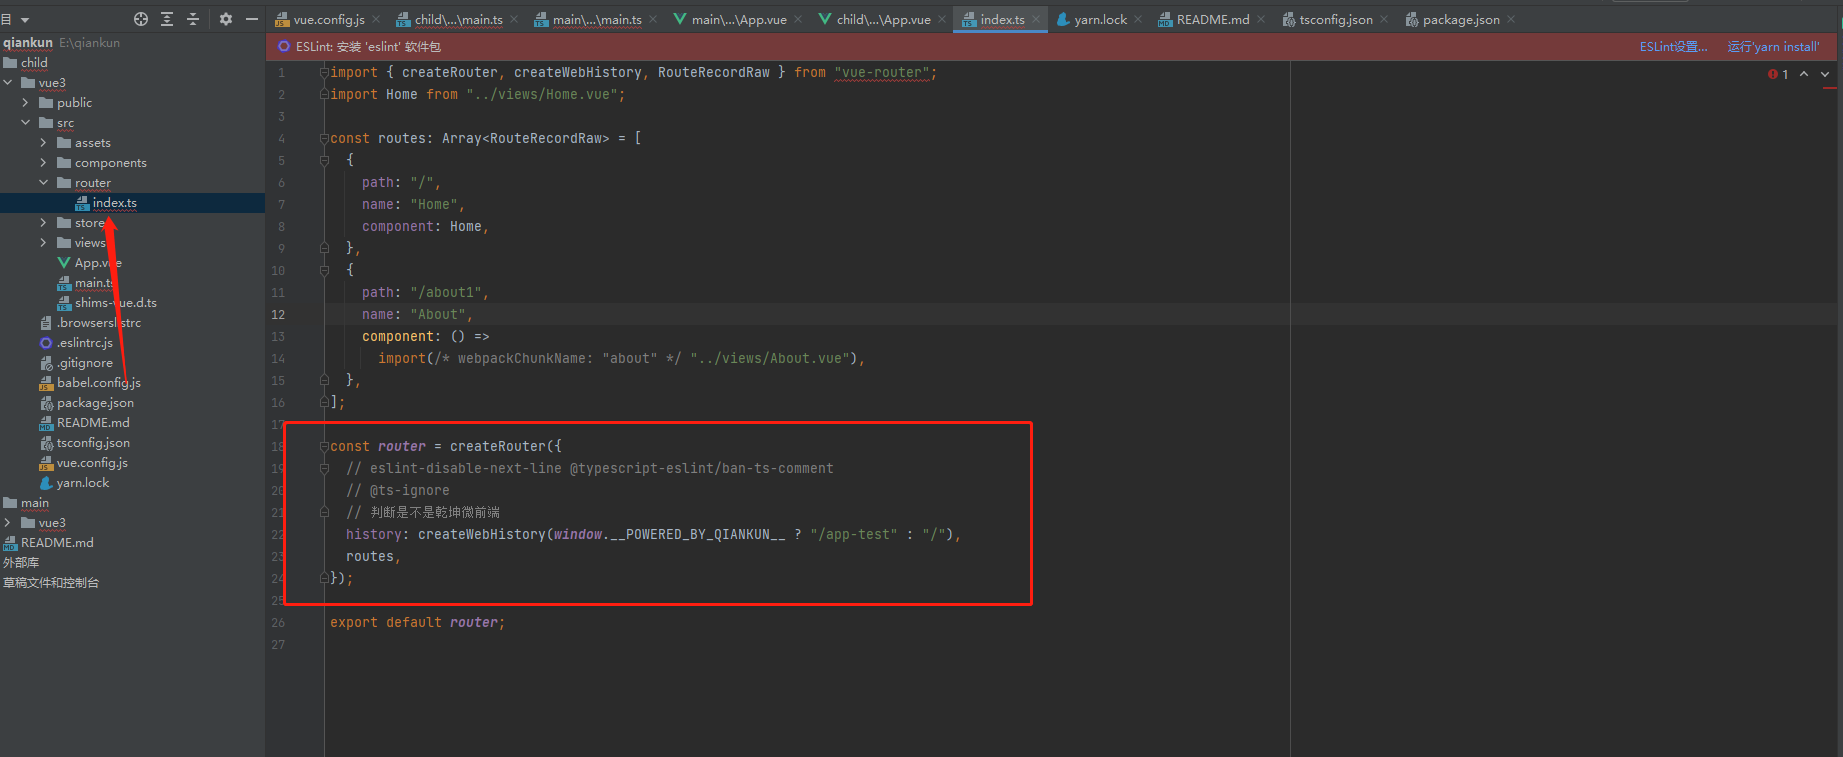 目
vue.config.js
child\...\main.ts
main\...\main.ts
main\...\App.vue
child\...\App.vue
index.ts
yarn.lock
README.md
tsconfig.json
package.json
qiankun E:\qiankun
child
vue3
public
src
assets
components
router
index.ts
store
views
App.vue
main.ts
shims-vue.d.ts
.browserslistrc
.eslintrc.js
.gitignore
babel.config.js
package.json
README.md
tsconfig.json
vue.config.js
yarn.lock
main
vue3
README.md
外部库
草稿文件和控制台
ESLint: 安装 'eslint' 软件包
ESLint设置...
运行'yarn install'
1
1 import { createRouter, createWebHistory, RouteRecordRaw } from "vue-router";
2 import Home from "../views/Home.vue";
3
4 const routes: Array<RouteRecordRaw> = [
5 {
6 path: "/",
7 name: "Home",
8 component: Home,
9 },
10 {
11 path: "/about1",
12 name: "About",
13 component: () =>
14 import(/* webpackChunkName: "about" */ "../views/About.vue"),
15 },
16 ];
17
18 const router = createRouter({
19 // eslint-disable-next-line @typescript-eslint/ban-ts-comment
20 // @ts-ignore
21 // 判断是不是乾坤微前端
22 history: createWebHistory(window.__POWERED_BY_QIANKUN__ ? "/app-test" : "/"),
23 routes,
24 });
25
26 export default router;
27